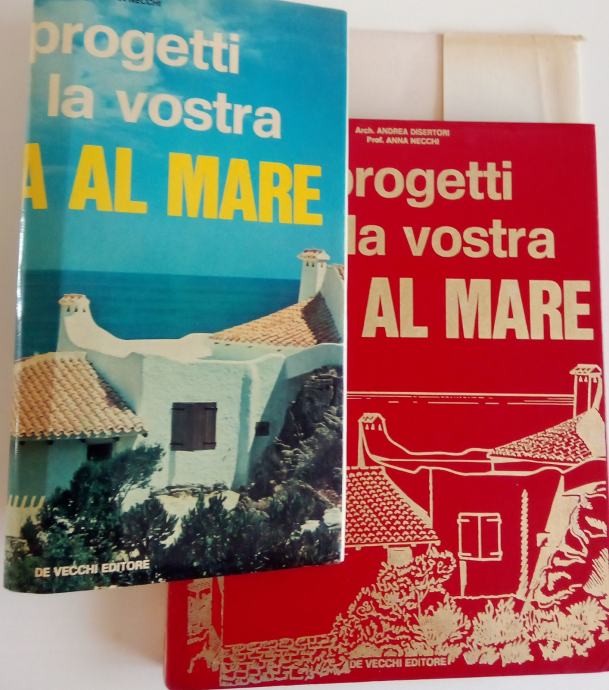 NECCHI
progetti
la vostra
AL MARE
DE VECCHI EDITORE
Arch. ANDREA DISERTORI
Prof. ANNA NECCHI
progetti
la vostra
AL MARE
DE VECCHI EDITORE